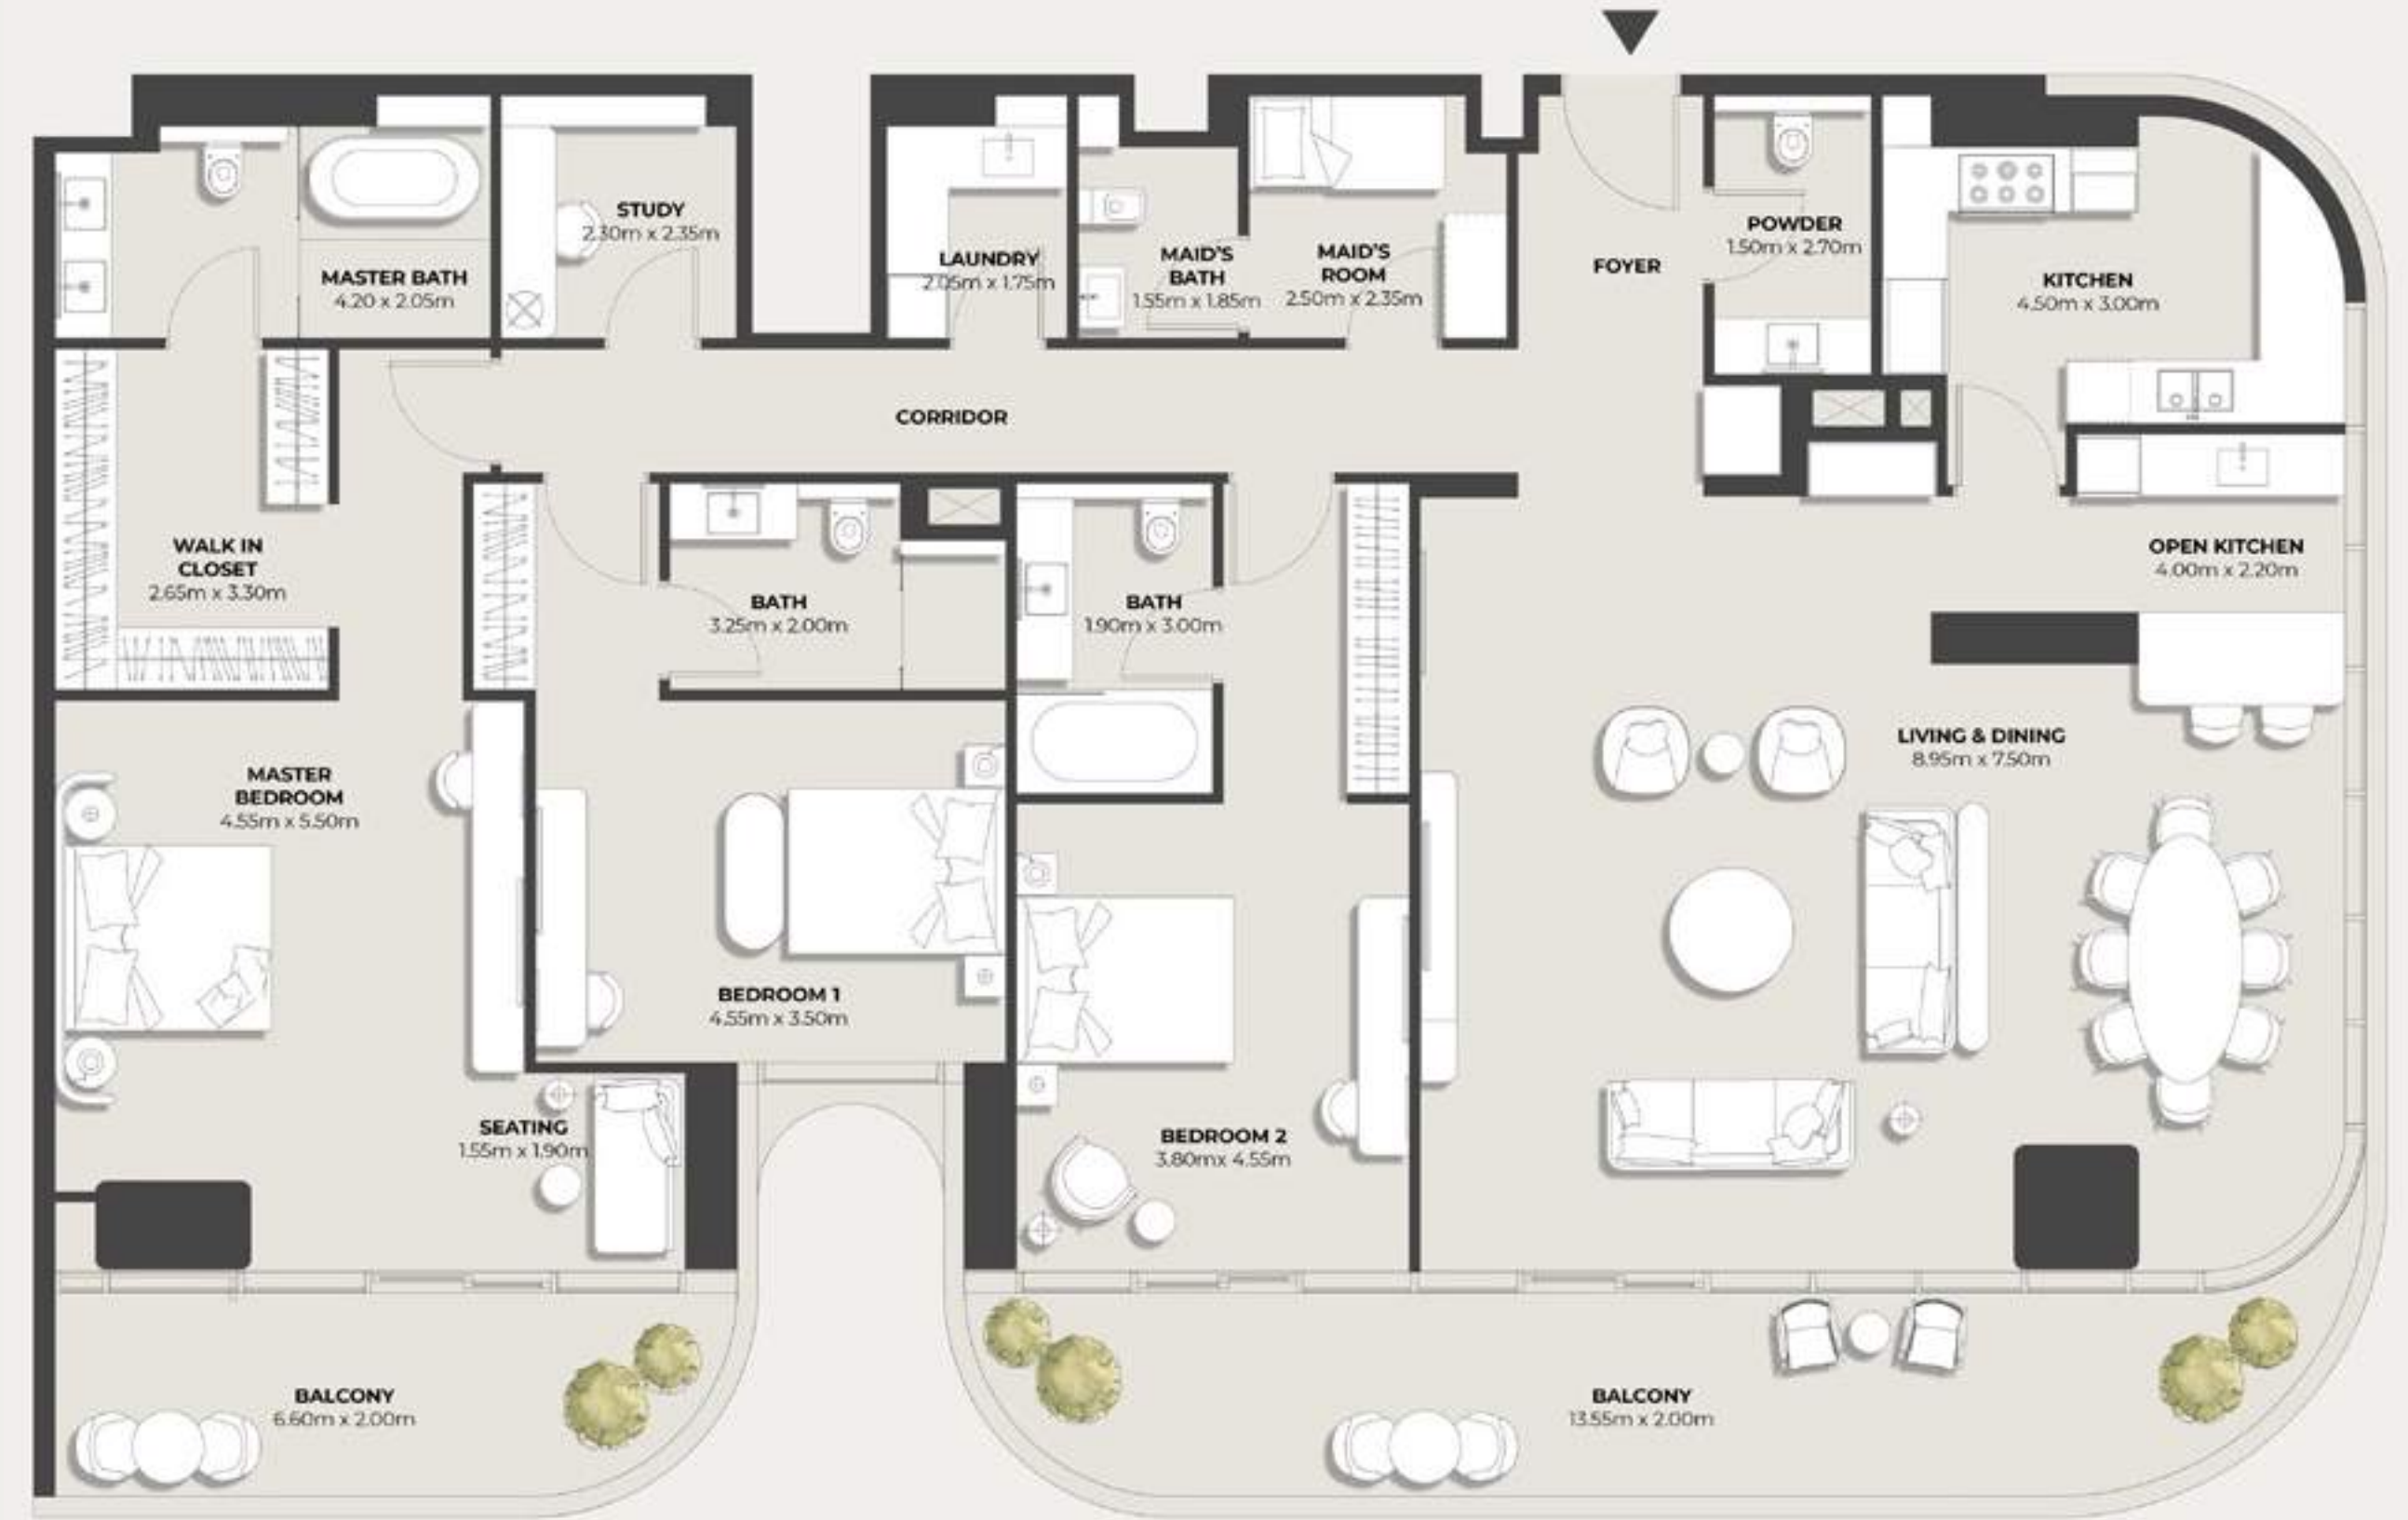 STUDY
2.30m x 2.35m
MASTER BATH
4.20 x 2.05m
LAUNDRY
2.05m x 1.75m
MAID'S
BATH
1.55m x 1.85m
MAID'S
ROOM
2.50m x 2.35m
FOYER
POWDER
1.50m x 2.70m
KITCHEN
4.50m x 3.00m
CORRIDOR
WALK IN
CLOSET
2.65m x 3.30m
BATH
3.25m x 2.00m
BATH
1.90m x 3.00m
OPEN KITCHEN
4.00m x 2.20m
LIVING & DINING
8.95m x 7.50m
MASTER
BEDROOM
4.55m x 5.50m
BEDROOM 1
4.55m x 3.50m
SEATING
1.55m x 1.90m
BEDROOM 2
3.80mx 4.55m
BALCONY
6.60m x 2.00m
BALCONY
13.55m x 2.00m